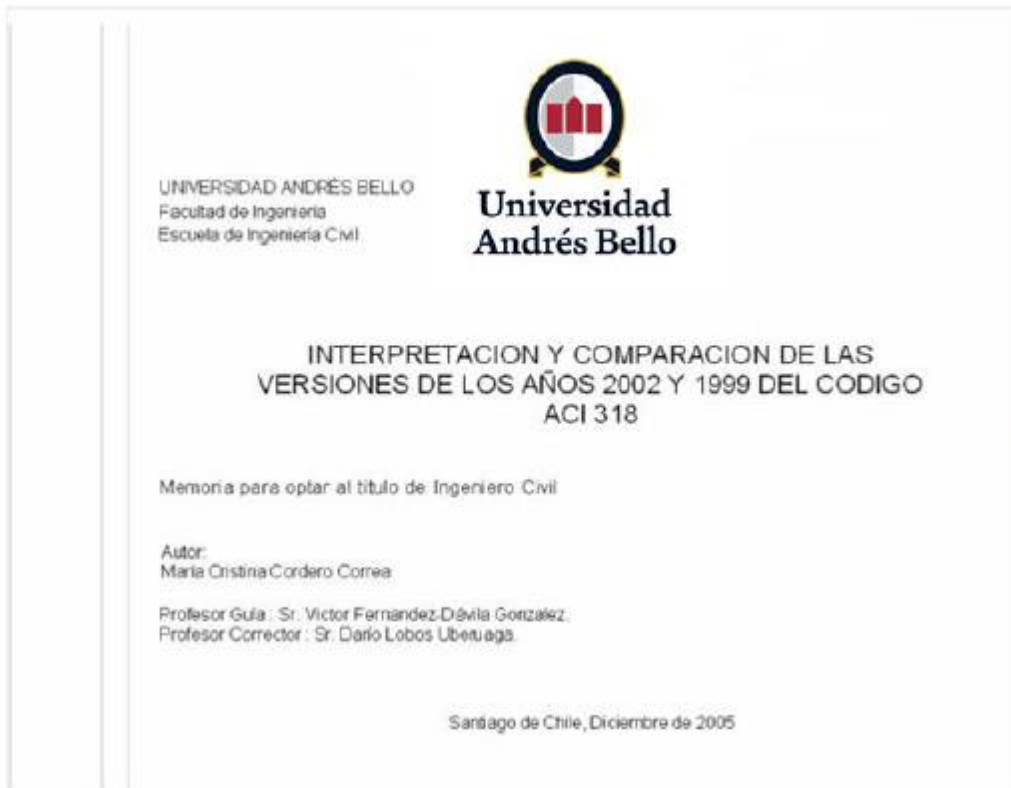 UNIVERSIDAD ANDRÉS BELLO
Facultad de Ingeniería
Escuela de Ingeniería Civil
Universidad
Andrés Bello
INTERPRETACION Y COMPARACION DE LAS
VERSIONES DE LOS AÑOS 2002 Y 1999 DEL CODIGO
ACI 318
Memoria para optar al título de Ingeniero Civil
Autor:
María Cristina Cordero Correa
Profesor Guía : Sr. Victor Fernandez-Dávila Gonzalez.
Profesor Corrector : Sr. Darío Lobos Uberuaga.
Santiago de Chile, Diciembre de 2005